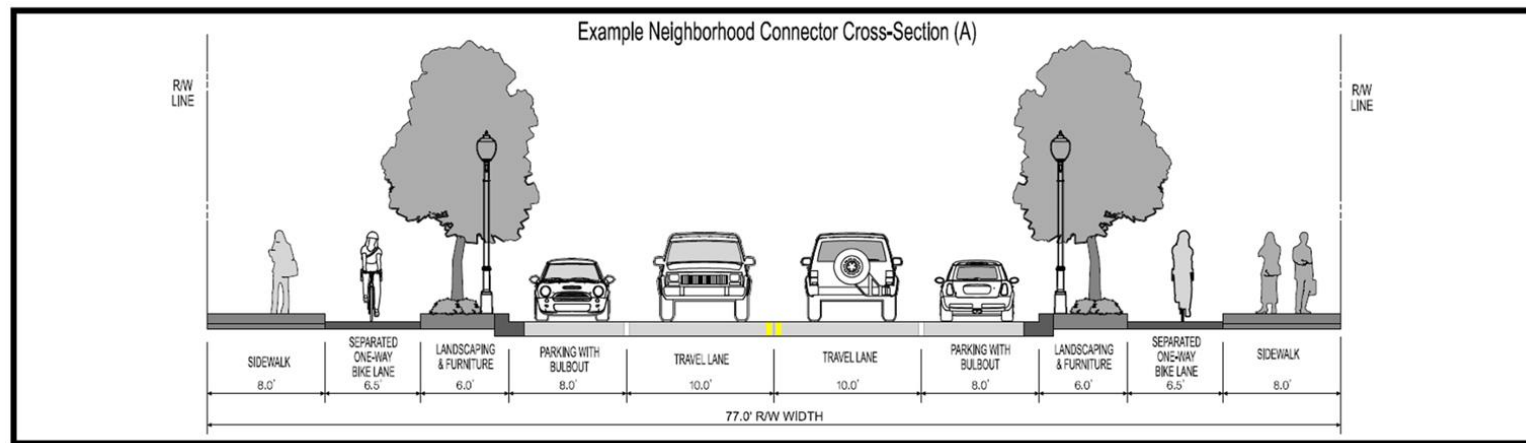 Example Neighborhood Connector Cross-Section (A)
R/W
LINE
R/W
LINE
SIDEWALK
8.0'
SEPARATED
ONE-WAY
BIKE LANE
6.5'
LANDSCAPING
& FURNITURE
6.0'
PARKING WITH
BULBOUT
8.0'
TRAVEL LANE
10.0'
TRAVEL LANE
10.0'
PARKING WITH
BULBOUT
8.0'
LANDSCAPING
& FURNITURE
6.0'
SEPARATED
ONE-WAY
BIKE LANE
6.5'
SIDEWALK
8.0'
77.0' R/W WIDTH